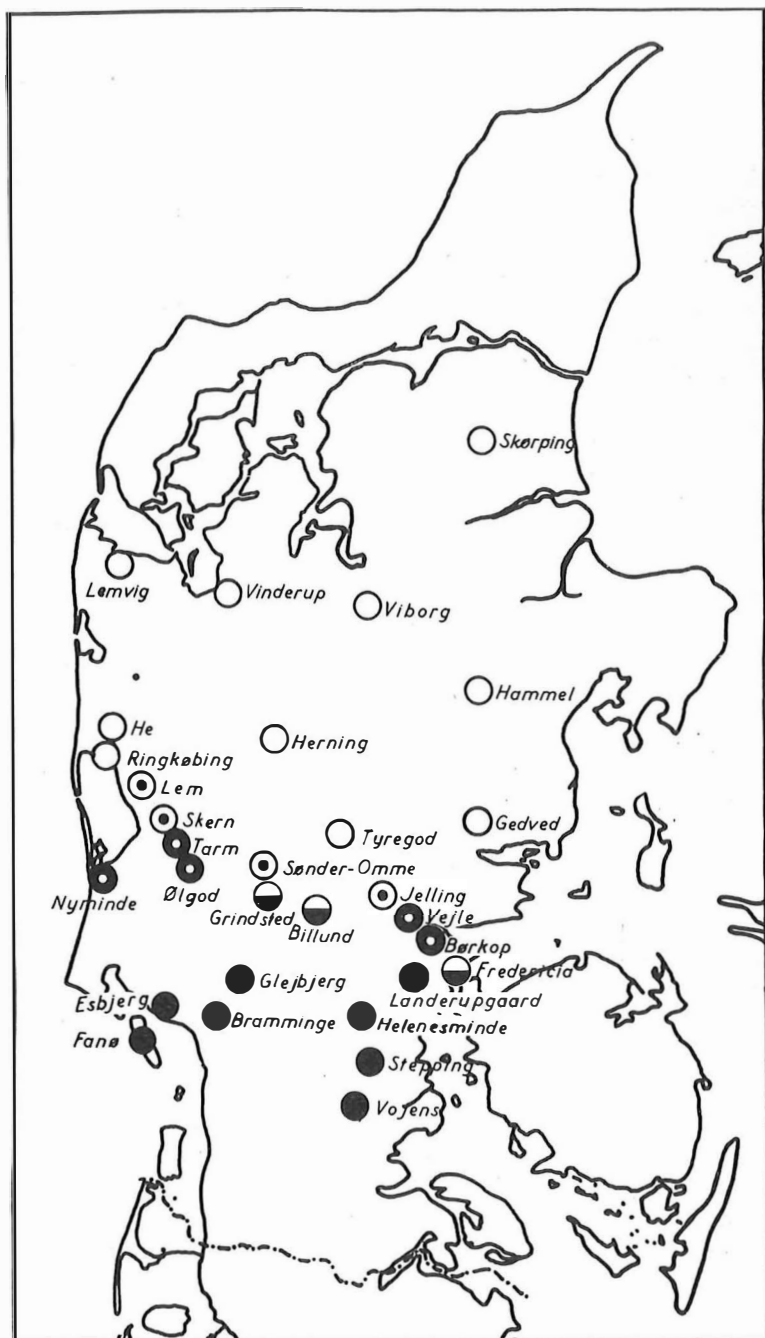 Skørping
Lemvig
Vinderup
Viborg
Hammel
He
Herning
Ringkøbing
Lem
Skern
Tyregod
Gedved
Tarm
Sønder-Omme
Ølgod
Nyminde
Jelling
Grindsted
Vejle
Billund
Børkop
Fredericia
Glejbjerg
Landerupgaard
Esbjerg
Bramminge
Helenesminde
Fanø
Stepping
Vojens